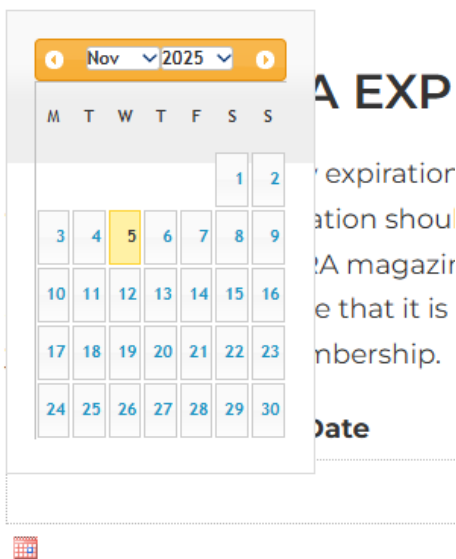 Nov 2025
M T W T F S S
1 2
3 4 5 6 7 8 9
10 11 12 13 14 15 16
17 18 19 20 21 22 23
24 25 26 27 28 29 30
A EXP
expiration
ation shou
A magazi
e that it is
mbership.
Date